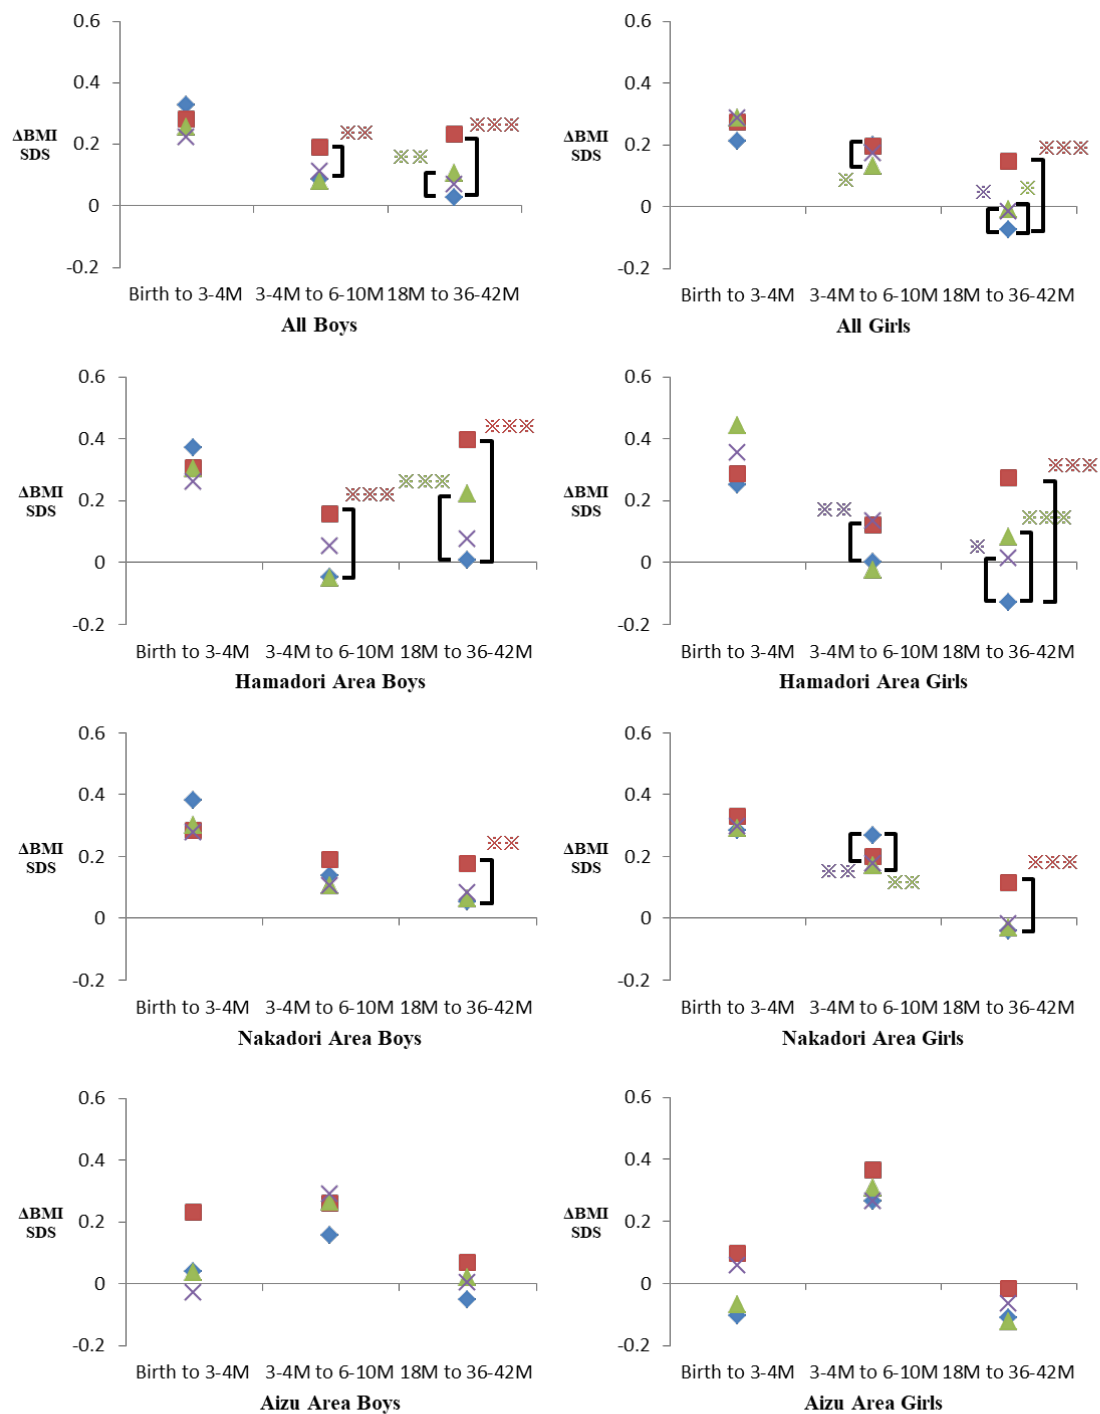 0.6
0.4
ΔBMI
SDS
0.2
※※
※※
※※※
0
-0.2
Birth to 3-4M 3-4M to 6-10M 18M to 36-42M
All Boys
0.6
0.4
ΔBMI
SDS
0.2
※
※
※
※※※
0
-0.2
Birth to 3-4M 3-4M to 6-10M 18M to 36-42M
All Girls
0.6
0.4
ΔBMI
SDS
0.2
※※※
※※※
※※※
0
-0.2
Birth to 3-4M 3-4M to 6-10M 18M to 36-42M
Hamadori Area Boys
0.6
0.4
ΔBMI
SDS
0.2
※※
※
※※※
※※※
0
-0.2
Birth to 3-4M 3-4M to 6-10M 18M to 36-42M
Hamadori Area Girls
0.6
0.4
ΔBMI
SDS
0.2
※※
0
-0.2
Birth to 3-4M 3-4M to 6-10M 18M to 36-42M
Nakadori Area Boys
0.6
0.4
ΔBMI
SDS
0.2
※※
※※
※※※
0
-0.2
Birth to 3-4M 3-4M to 6-10M 18M to 36-42M
Nakadori Area Girls
0.6
0.4
ΔBMI
SDS
0.2
0
-0.2
Birth to 3-4M 3-4M to 6-10M 18M to 36-42M
Aizu Area Boys
0.6
0.4
ΔBMI
SDS
0.2
0
-0.2
Birth to 3-4M 3-4M to 6-10M 18M to 36-42M
Aizu Area Girls